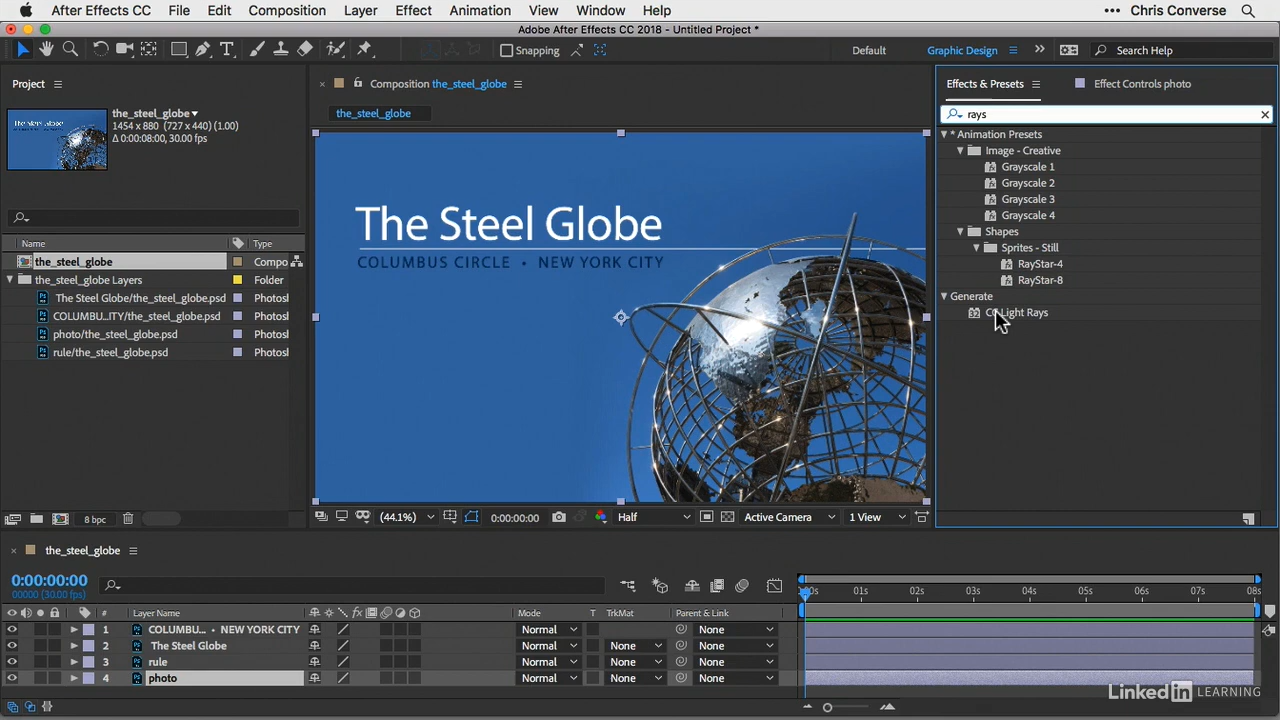 After Effects CC File Edit Composition Layer Effect Animation View Window Help ••• Chris Converse
Adobe After Effects CC 2018 - Untitled Project *
Snapping Default Graphic Design Search Help
Project
the_steel_globe
1454 x 880 (727 x 440) (1.00)
Δ 0:00:08:00, 30.00 fps
Name Type
the_steel_globe Compo
the_steel_globe Layers Folder
The Steel Globe/the_steel_globe.psd Photosl
COLUMBU...ITY/the_steel_globe.psd Photosl
photo/the_steel_globe.psd Photosl
rule/the_steel_globe.psd Photosl
8 bpc
Composition the_steel_globe
the_steel_globe
The Steel Globe
COLUMBUS CIRCLE • NEW YORK CITY
(44.1%) 0:00:00:00 Half Active Camera 1 View
Effects & Presets Effect Controls photo
rays
* Animation Presets
Image - Creative
Grayscale 1
Grayscale 2
Grayscale 3
Grayscale 4
Shapes
Sprites - Still
RayStar-4
RayStar-8
Generate
CC Light Rays
the_steel_globe
0:00:00:00
00000 (30.00 fps)
01s 02s 03s 04s 05s 06s 07s 08s
# Layer Name Mode T TrkMat Parent & Link
1 COLUMBU... • NEW YORK CITY Normal None
2 The Steel Globe Normal None None
3 rule Normal None None
4 photo Normal None None
Linked in LEARNING